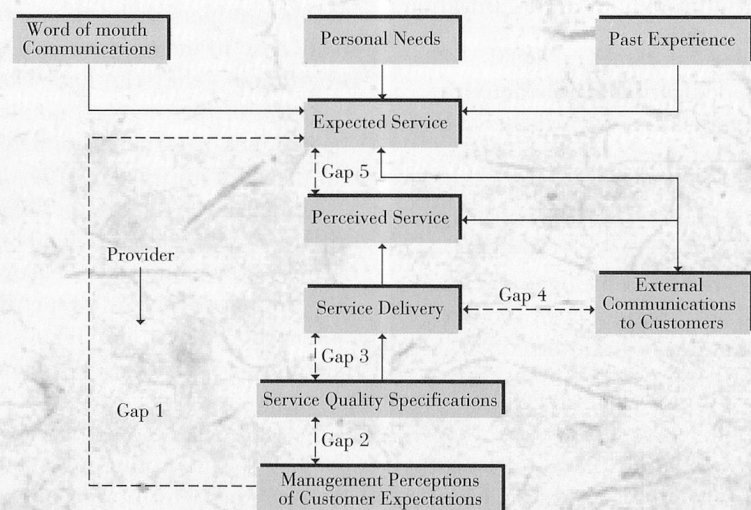 Word of mouth
Communications
Personal Needs
Past Experience
Expected Service
Gap 5
Perceived Service
Provider
Service Delivery
Gap 4
External
Communications
to Customers
Gap 3
Service Quality Specifications
Gap 1
Gap 2
Management Perceptions
of Customer Expectations